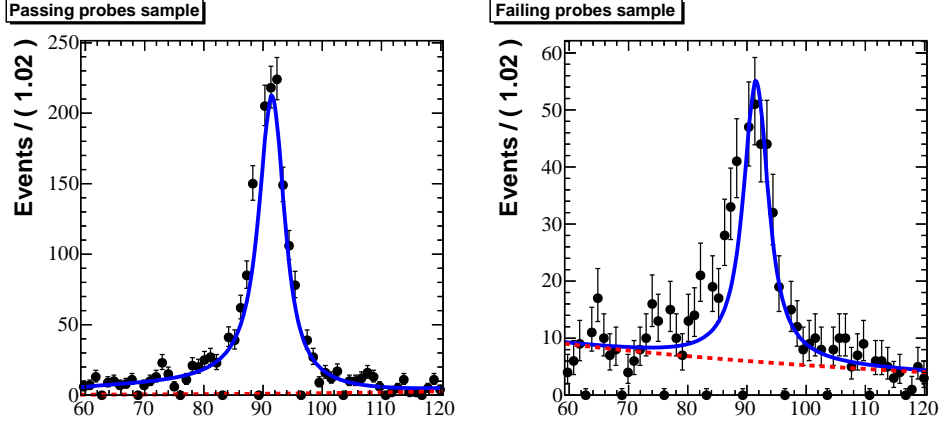 Passing probes sample
Events / ( 1.02 )
250
200
150
100
50
0
60 70 80 90 100 110 120
Failing probes sample
Events / ( 1.02 )
60
50
40
30
20
10
0
60 70 80 90 100 110 120